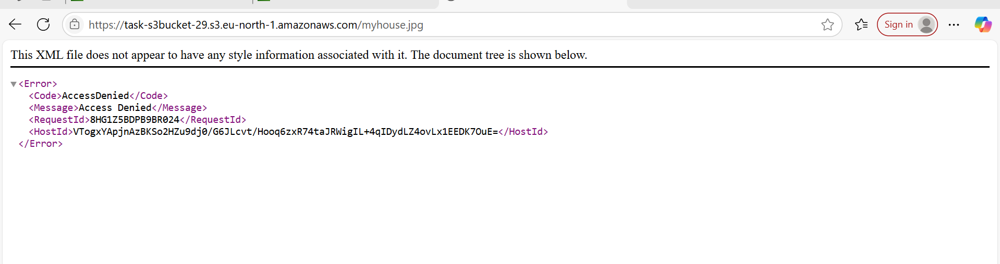 https://task-s3bucket-29.s3.eu-north-1.amazonaws.com/myhouse.jpg
Sign in
This XML file does not appear to have any style information associated with it. The document tree is shown below.
<Error>
<Code>AccessDenied</Code>
<Message>Access Denied</Message>
<RequestId>8HG1Z5BDPB9BR024</RequestId>
<HostId>VTogxYApjnAzBKSo2HZu9dj0/G6JLcvt/Hooq6zxR74taJRWigIL+4qIDydLZ4ovLx1EEDK7OuE=</HostId>
</Error>